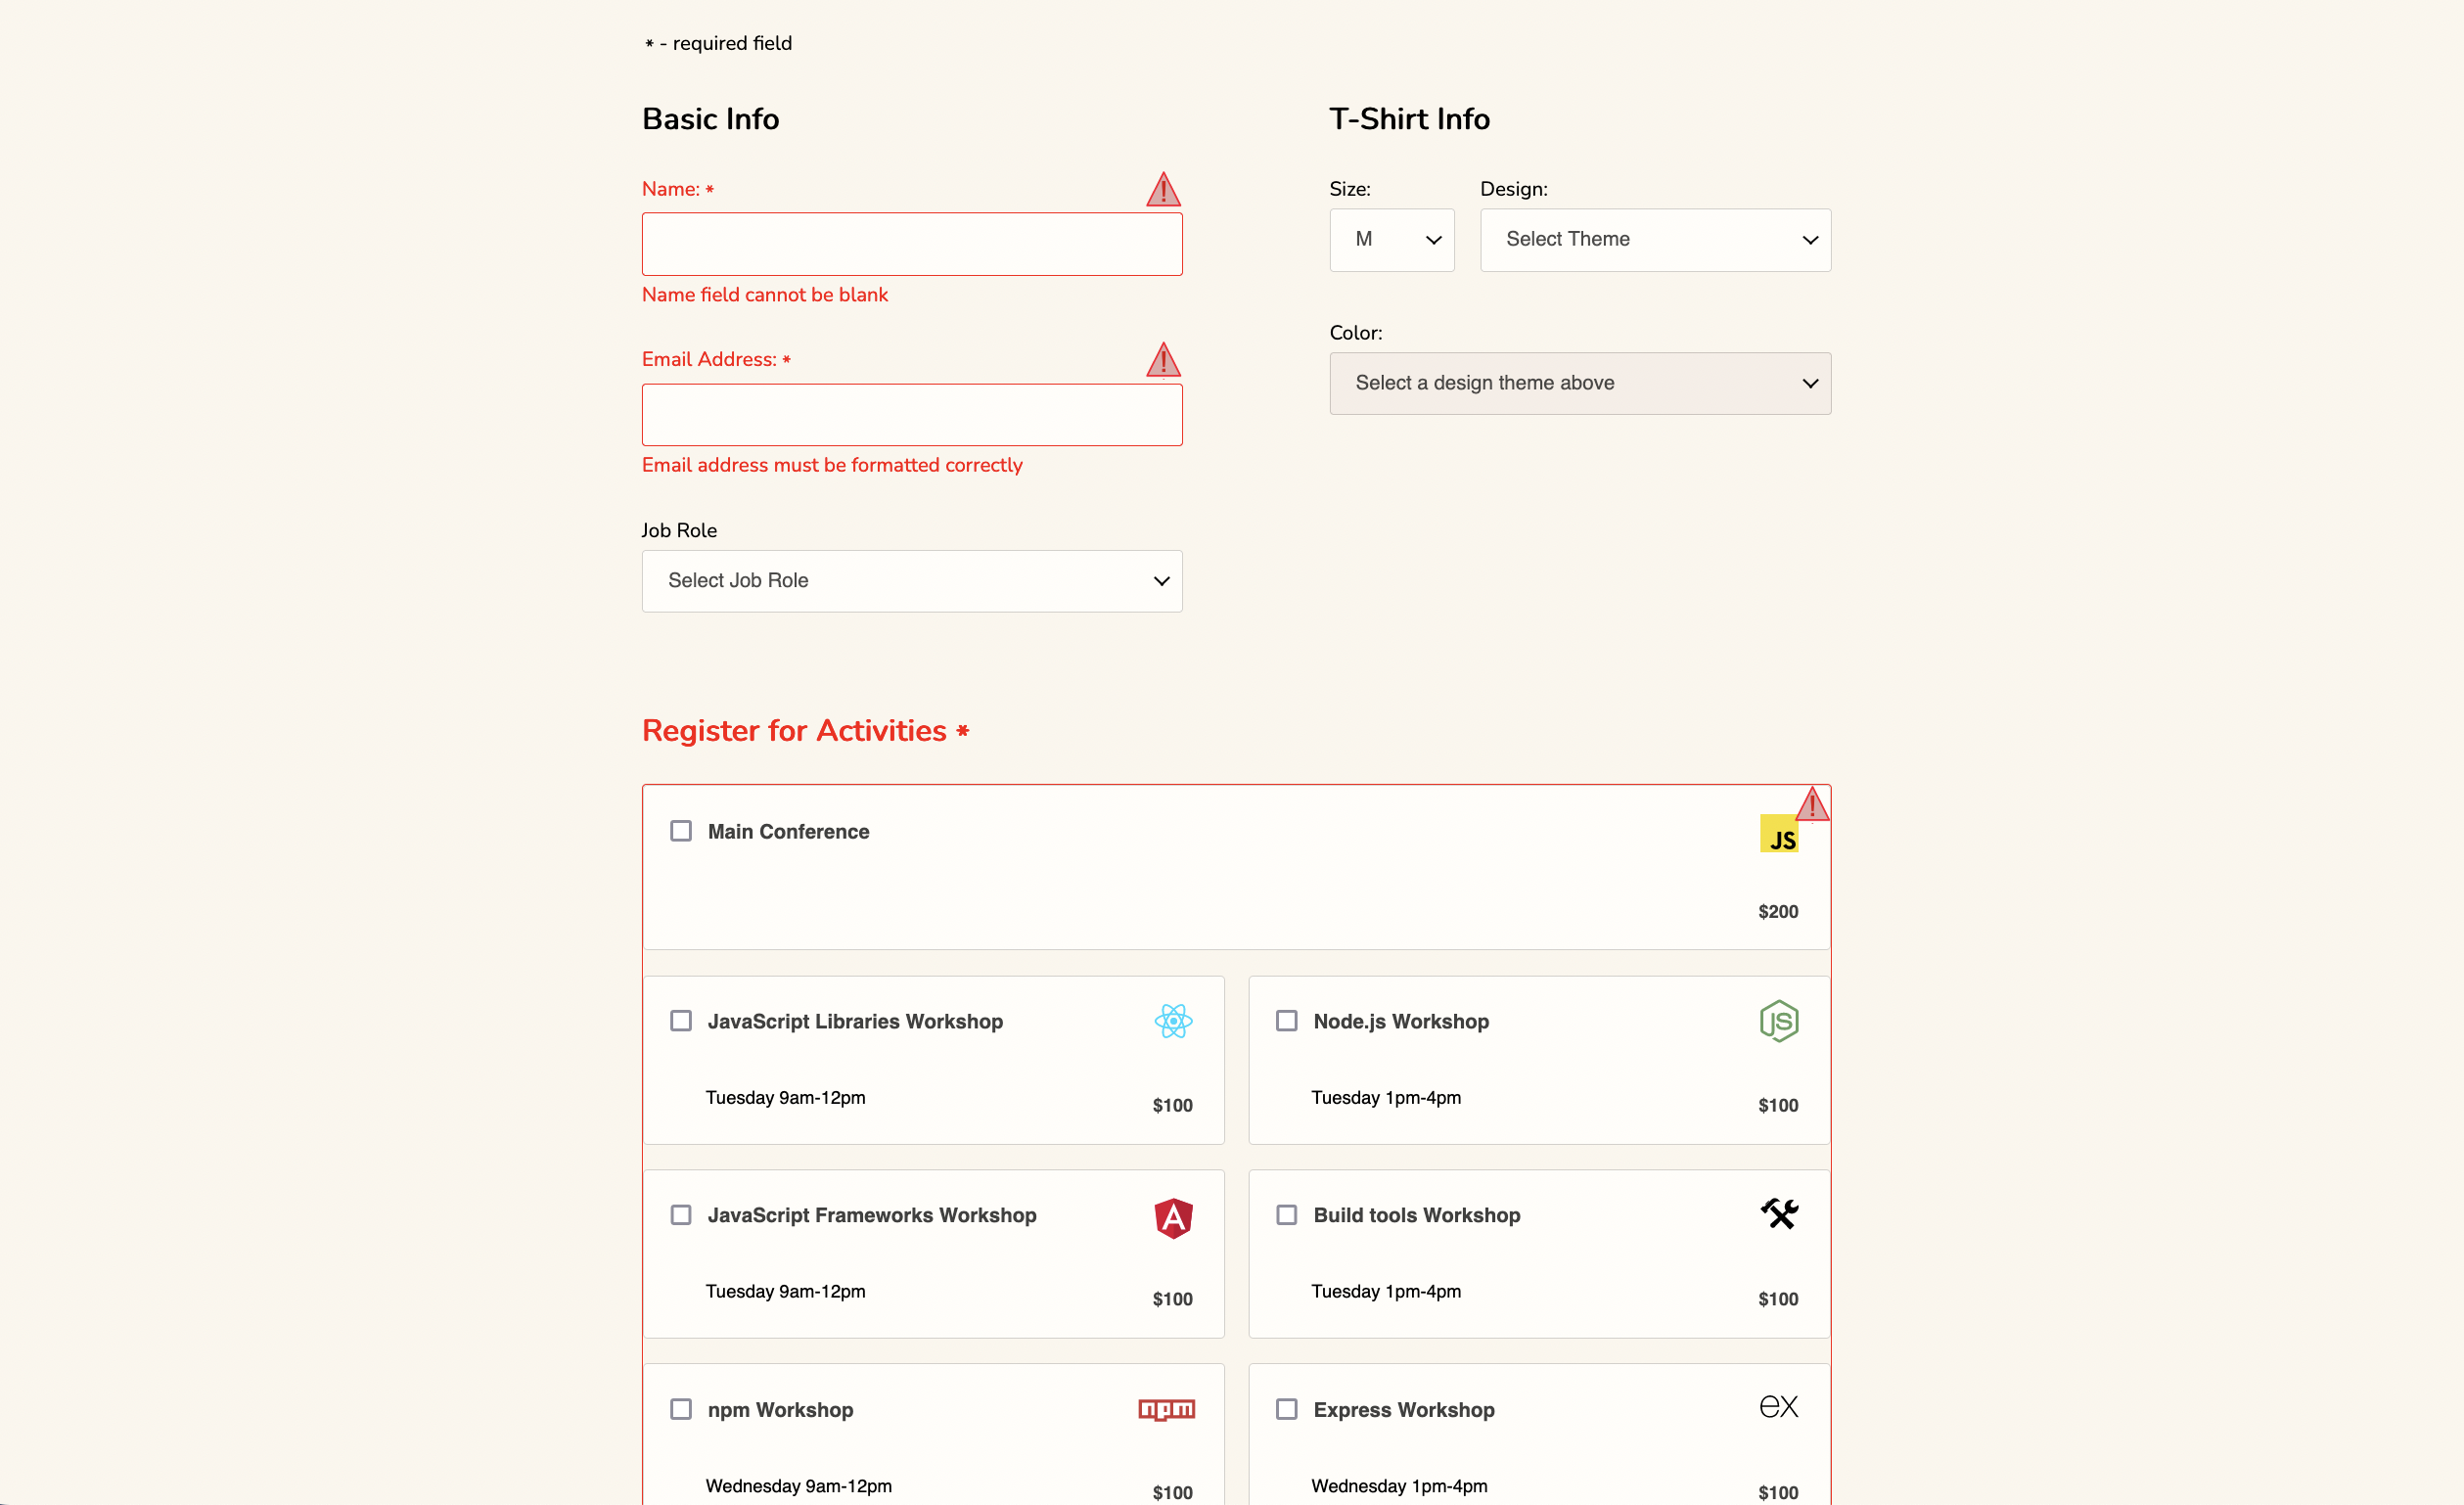 * - required field
Basic Info
Name: *
Name field cannot be blank
Email Address: *
Email address must be formatted correctly
Job Role
Select Job Role
T-Shirt Info
Size:
M
Design:
Select Theme
Color:
Select a design theme above
Register for Activities *
Main Conference
JS
$200
JavaScript Libraries Workshop
Tuesday 9am-12pm
$100
Node.js Workshop
JS
Tuesday 1pm-4pm
$100
JavaScript Frameworks Workshop
A
Tuesday 9am-12pm
$100
Build tools Workshop
Tuesday 1pm-4pm
$100
npm Workshop
npm
Wednesday 9am-12pm
$100
Express Workshop
ex
Wednesday 1pm-4pm
$100